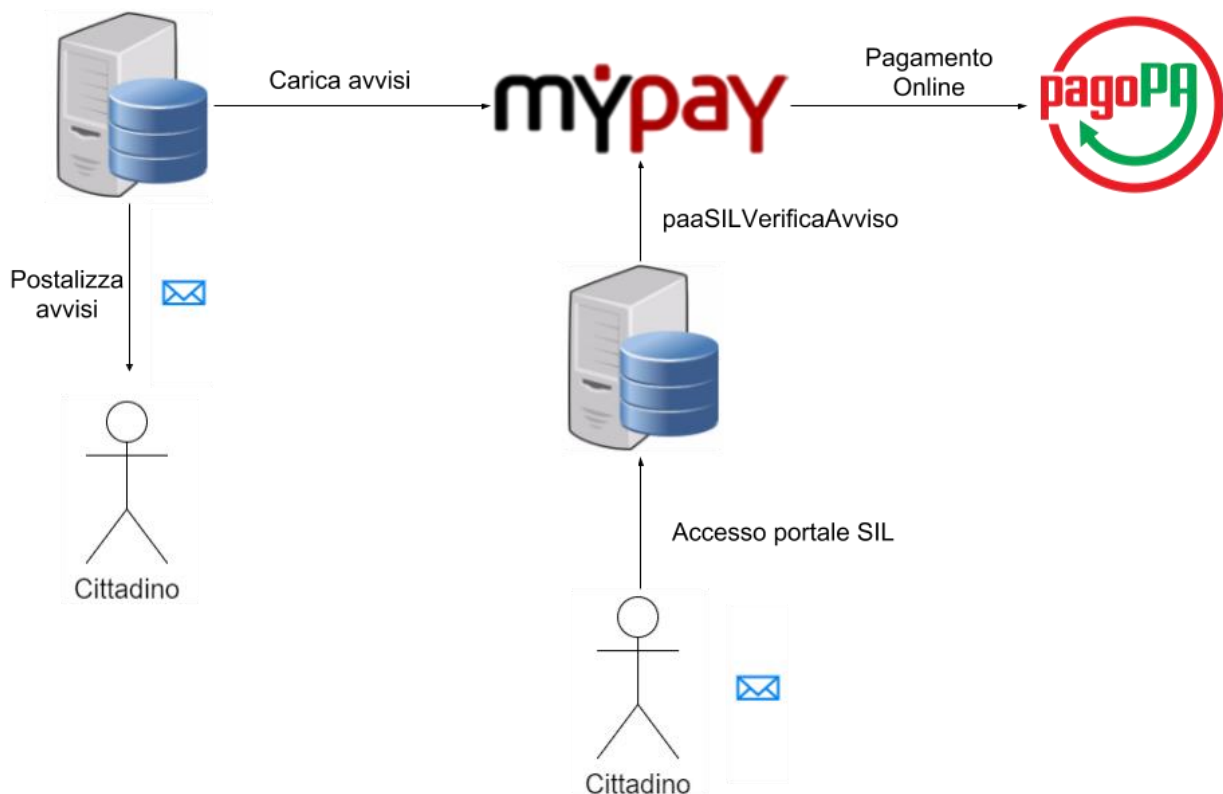 Carica avvisi
mypay
Pagamento
Online
pagoPA
paaSILVerificaAvviso
Postalizza
avvisi
Accesso portale SIL
Cittadino
Cittadino